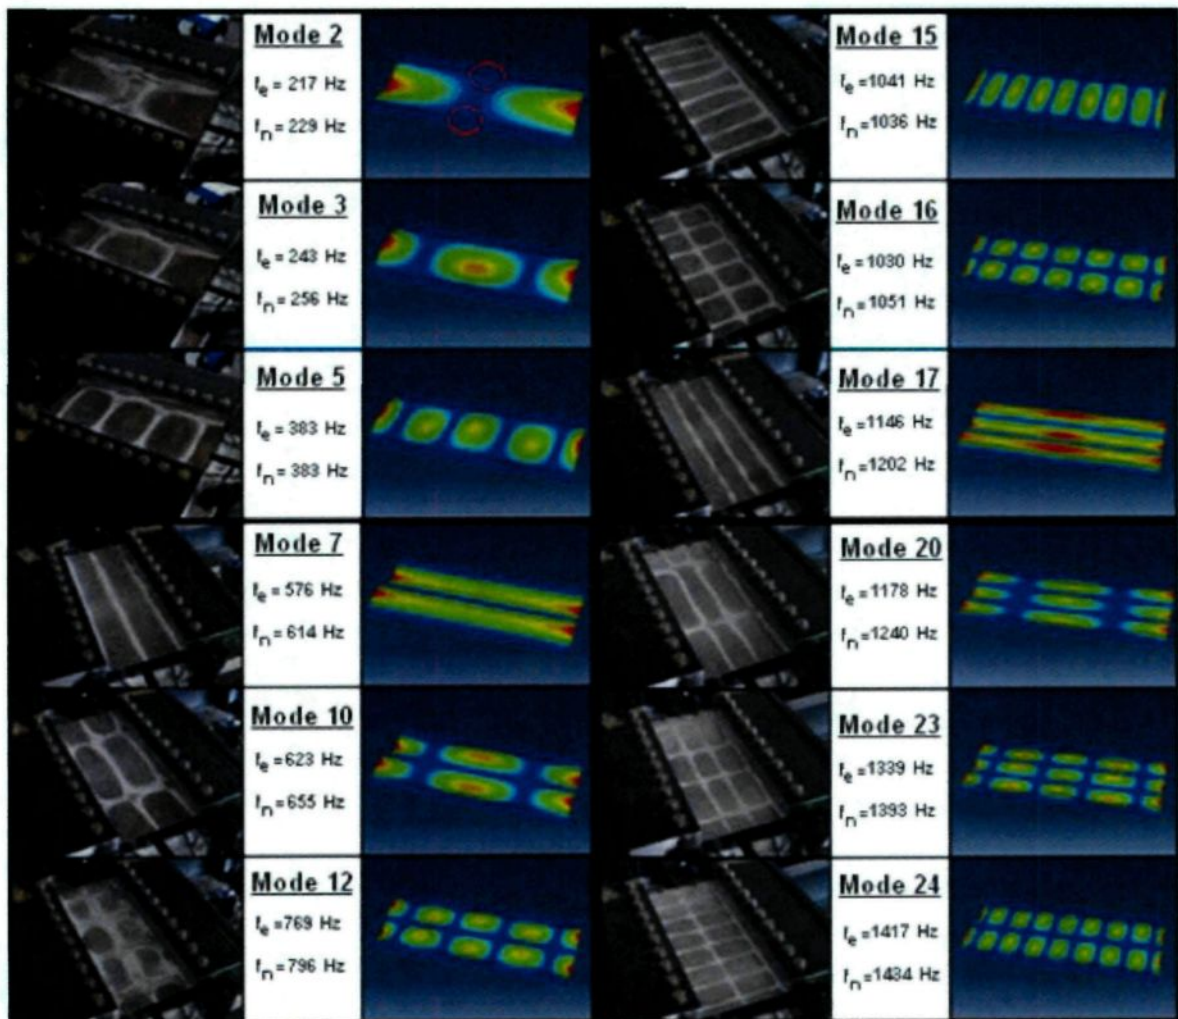 Mode 2
fe = 217 Hz
fn = 229 Hz
Mode 3
fe = 243 Hz
fn = 256 Hz
Mode 5
fe = 383 Hz
fn = 383 Hz
Mode 7
fe = 576 Hz
fn = 614 Hz
Mode 10
fe =623 Hz
fn = 655 Hz
Mode 12
fe =769 Hz
fn = 796 Hz
Mode 15
fe =1041 Hz
fn =1036 Hz
Mode 16
fe =1030 Hz
fn =1051 Hz
Mode 17
fe =1146 Hz
fn =1202 Hz
Mode 20
fe =1178 Hz
fn =1240 Hz
Mode 23
fe =1339 Hz
fn =1393 Hz
Mode 24
fe =1417 Hz
fn =1434 Hz